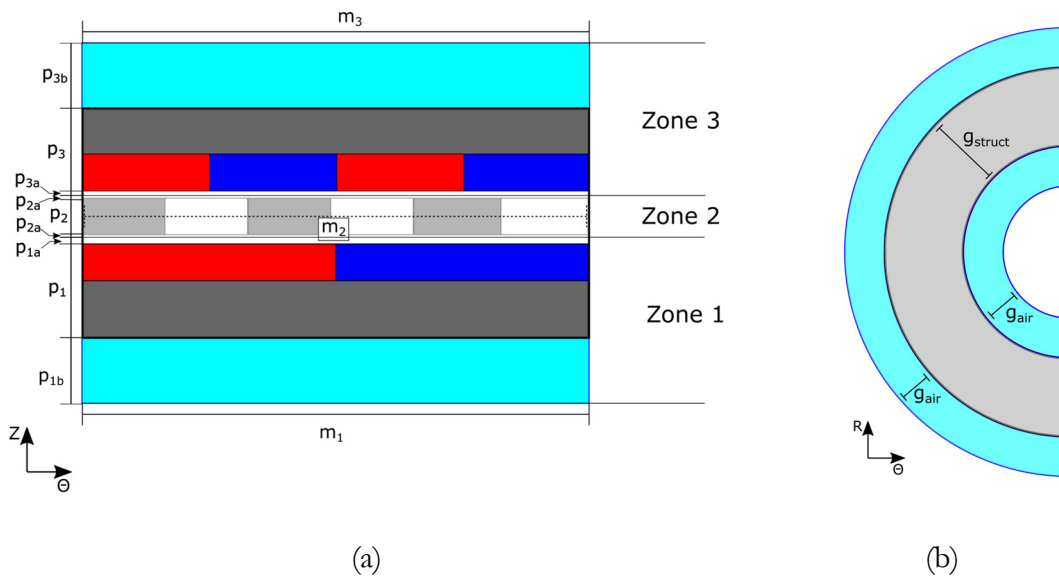 m3
p3b
Zone 3
p3
p3a
p2a
p2
Zone 2
p2a
m2
p1a
p1
Zone 1
p1b
m1
Z
Θ
gstruct
gair
gair
R
Θ
(a)
(b)